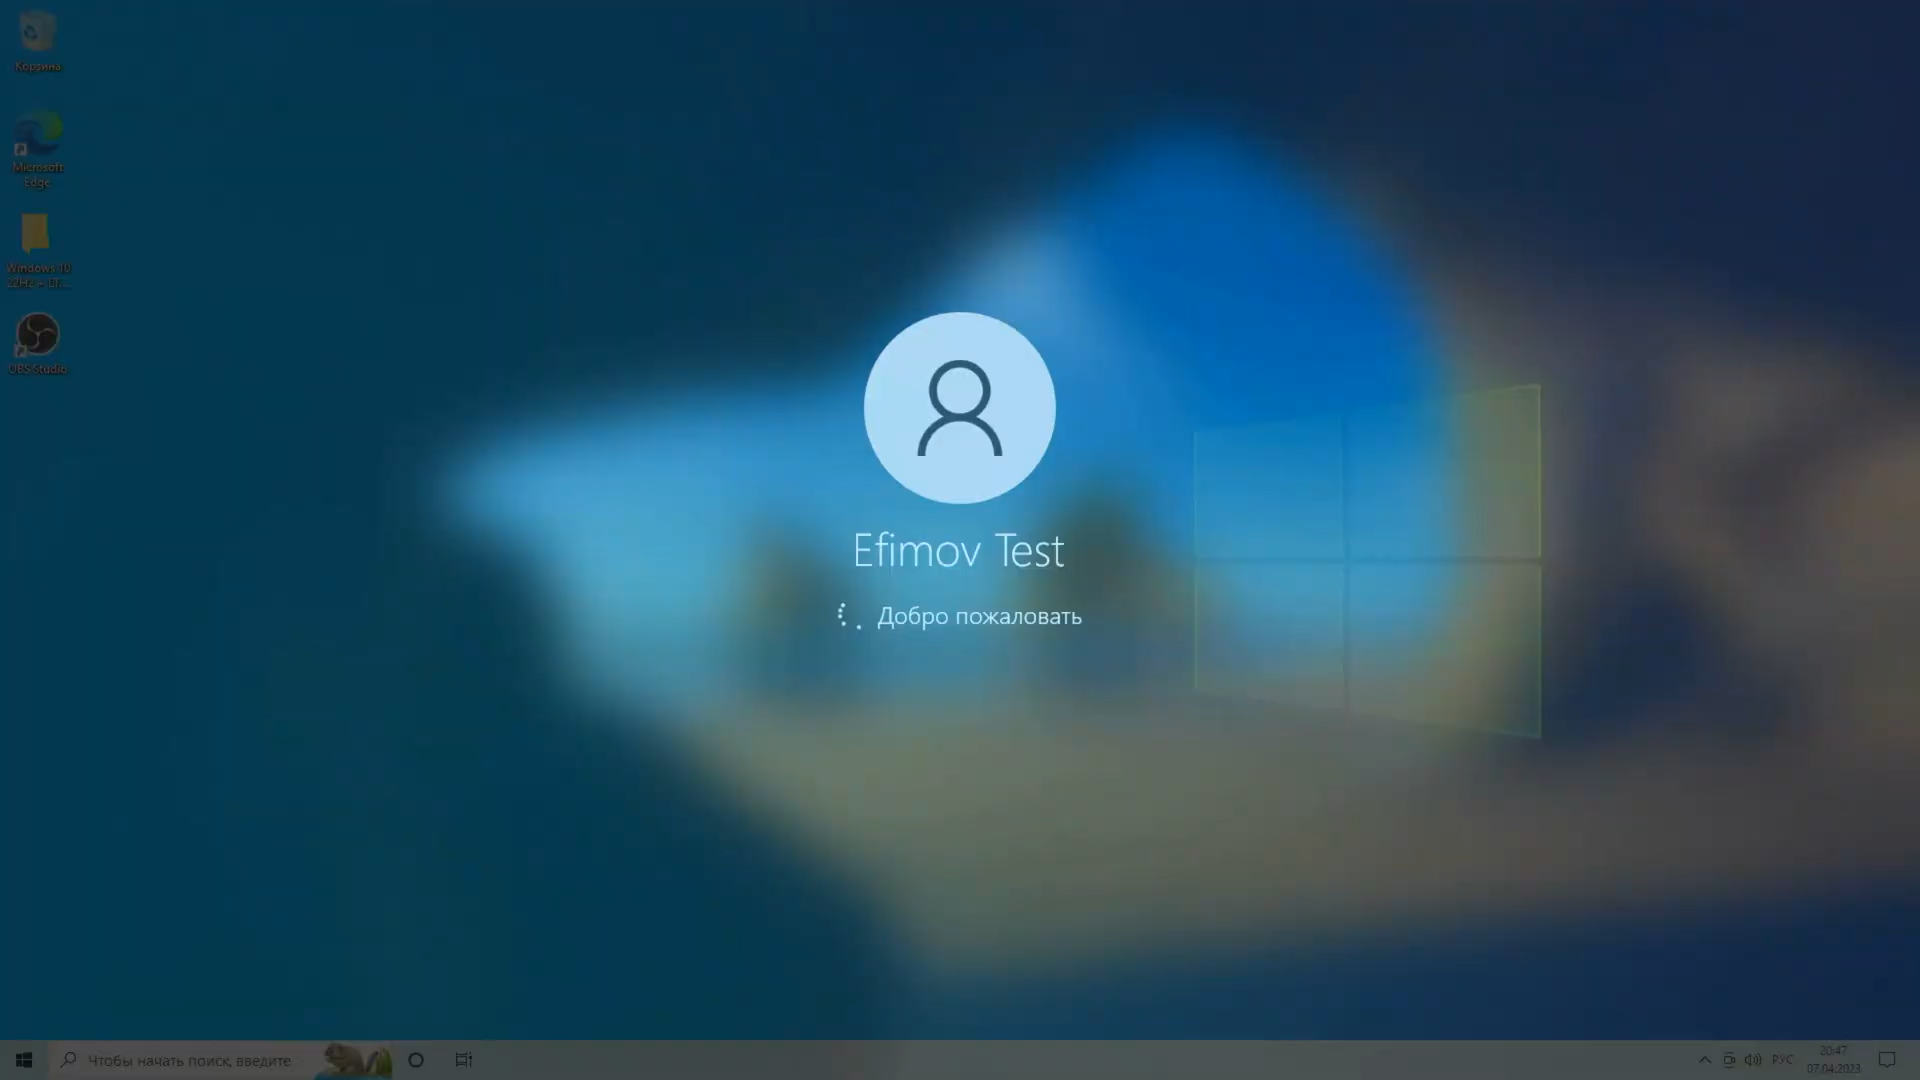 Корзина
Microsoft
Edge
Windows 10
OBS Studio
Efimov Test
Добро пожаловать
Чтобы начать поиск, введите
РУС
20:47
07.04.2023